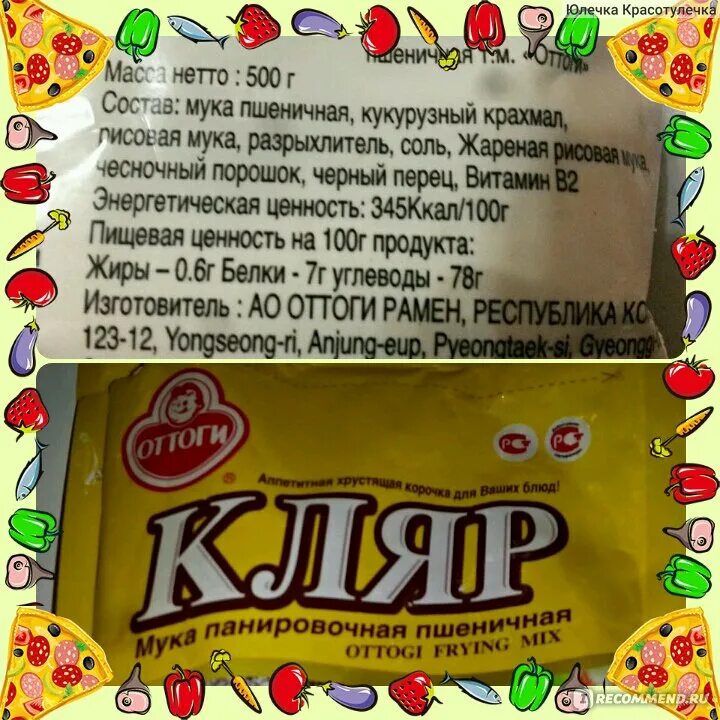 Юлечка Красотулечка
пшеничная т.м. «Оттоги»
Масса нетто : 500 г
Состав: мука пшеничная, кукурузный крахмал,
рисовая мука, разрыхлитель, соль, Жареная рисовая мука,
чесночный порошок, черный перец, Витамин В2
Энергетическая ценность: 345Ккал/100г
Пищевая ценность на 100г продукта:
Жиры – 0.6г Белки - 7г углеводы - 78г
Изготовитель : АО ОТТОГИ РАМЕН, РЕСПУБЛИКА КО
123-12, Yongseong-ri, Anjung-eup, Pyeongtaek-si, Gyeongg
ОТТОГИ
®
Аппетитная хрустящая корочка для Ваших блюд!
КЛЯР
Мука панировочная пшеничная
OTTOGI FRYING MIX
IRECOMMEND.RU